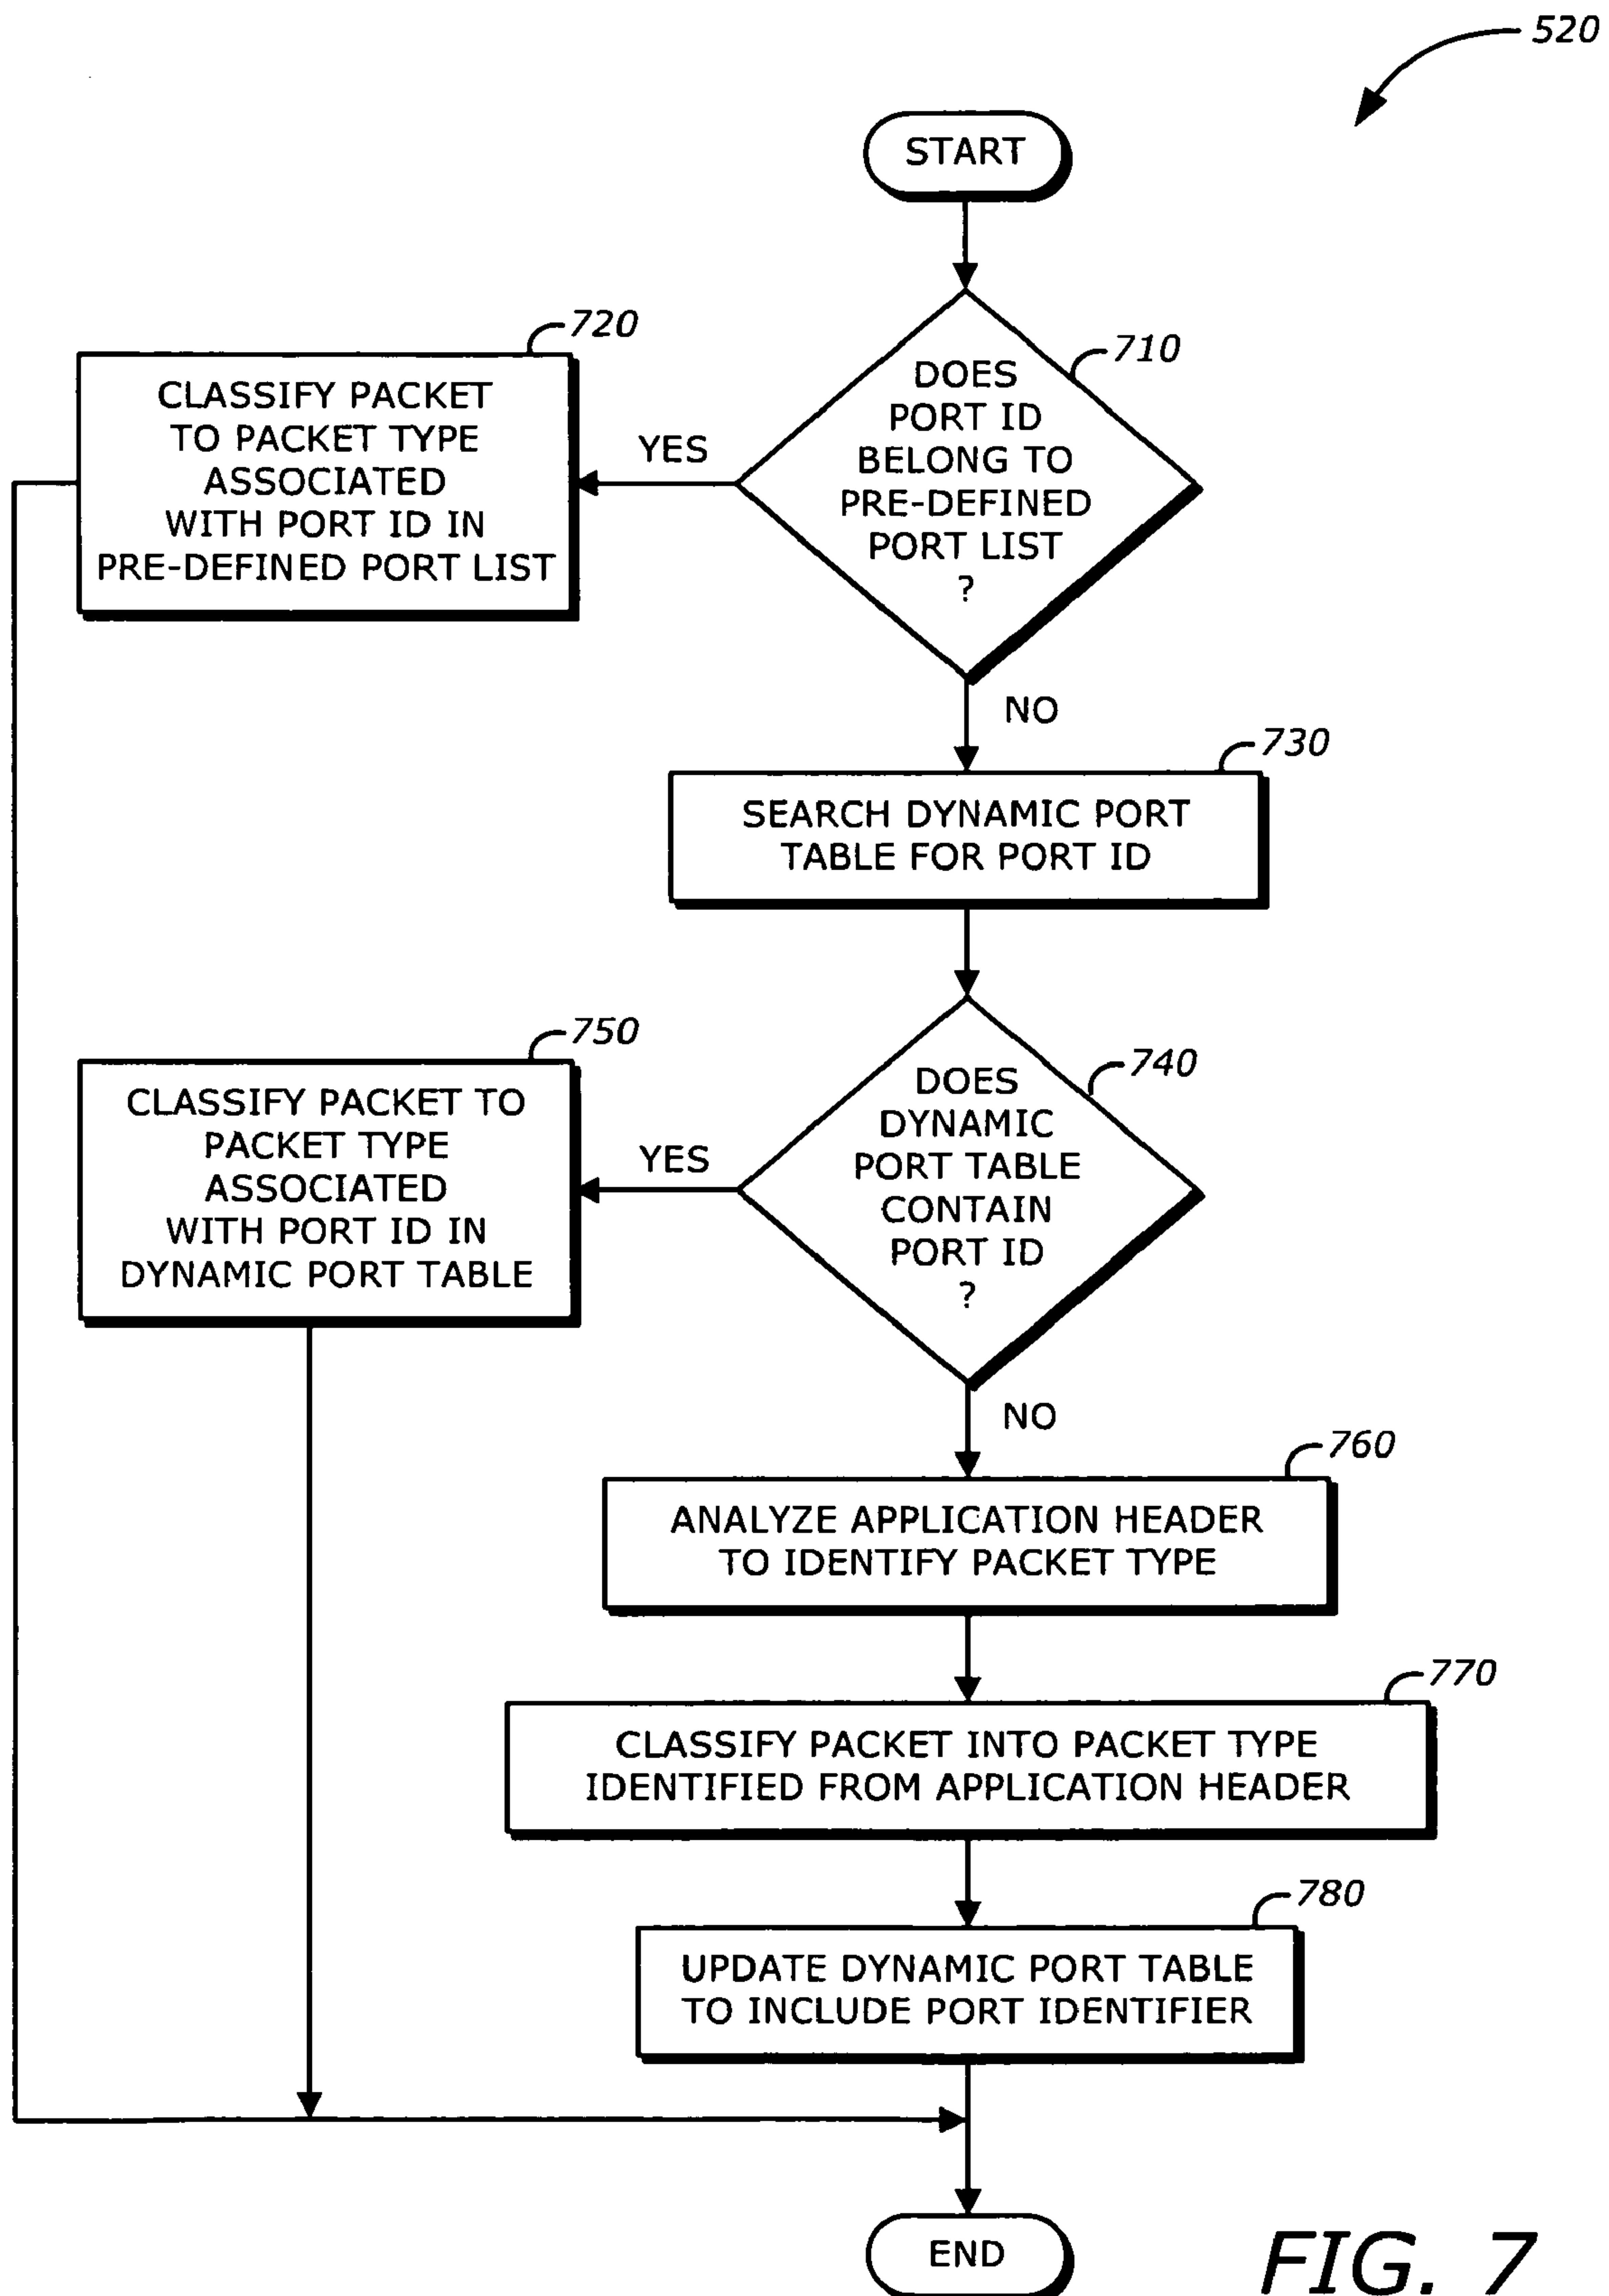 520
START
710
DOES
PORT ID
BELONG TO
PRE-DEFINED
PORT LIST
?
YES
720
CLASSIFY PACKET
TO PACKET TYPE
ASSOCIATED
WITH PORT ID IN
PRE-DEFINED PORT LIST
NO
730
SEARCH DYNAMIC PORT
TABLE FOR PORT ID
740
DOES
DYNAMIC
PORT TABLE
CONTAIN
PORT ID
?
YES
750
CLASSIFY PACKET TO
PACKET TYPE
ASSOCIATED
WITH PORT ID IN
DYNAMIC PORT TABLE
NO
760
ANALYZE APPLICATION HEADER
TO IDENTIFY PACKET TYPE
770
CLASSIFY PACKET INTO PACKET TYPE
IDENTIFIED FROM APPLICATION HEADER
780
UPDATE DYNAMIC PORT TABLE
TO INCLUDE PORT IDENTIFIER
END
FIG. 7